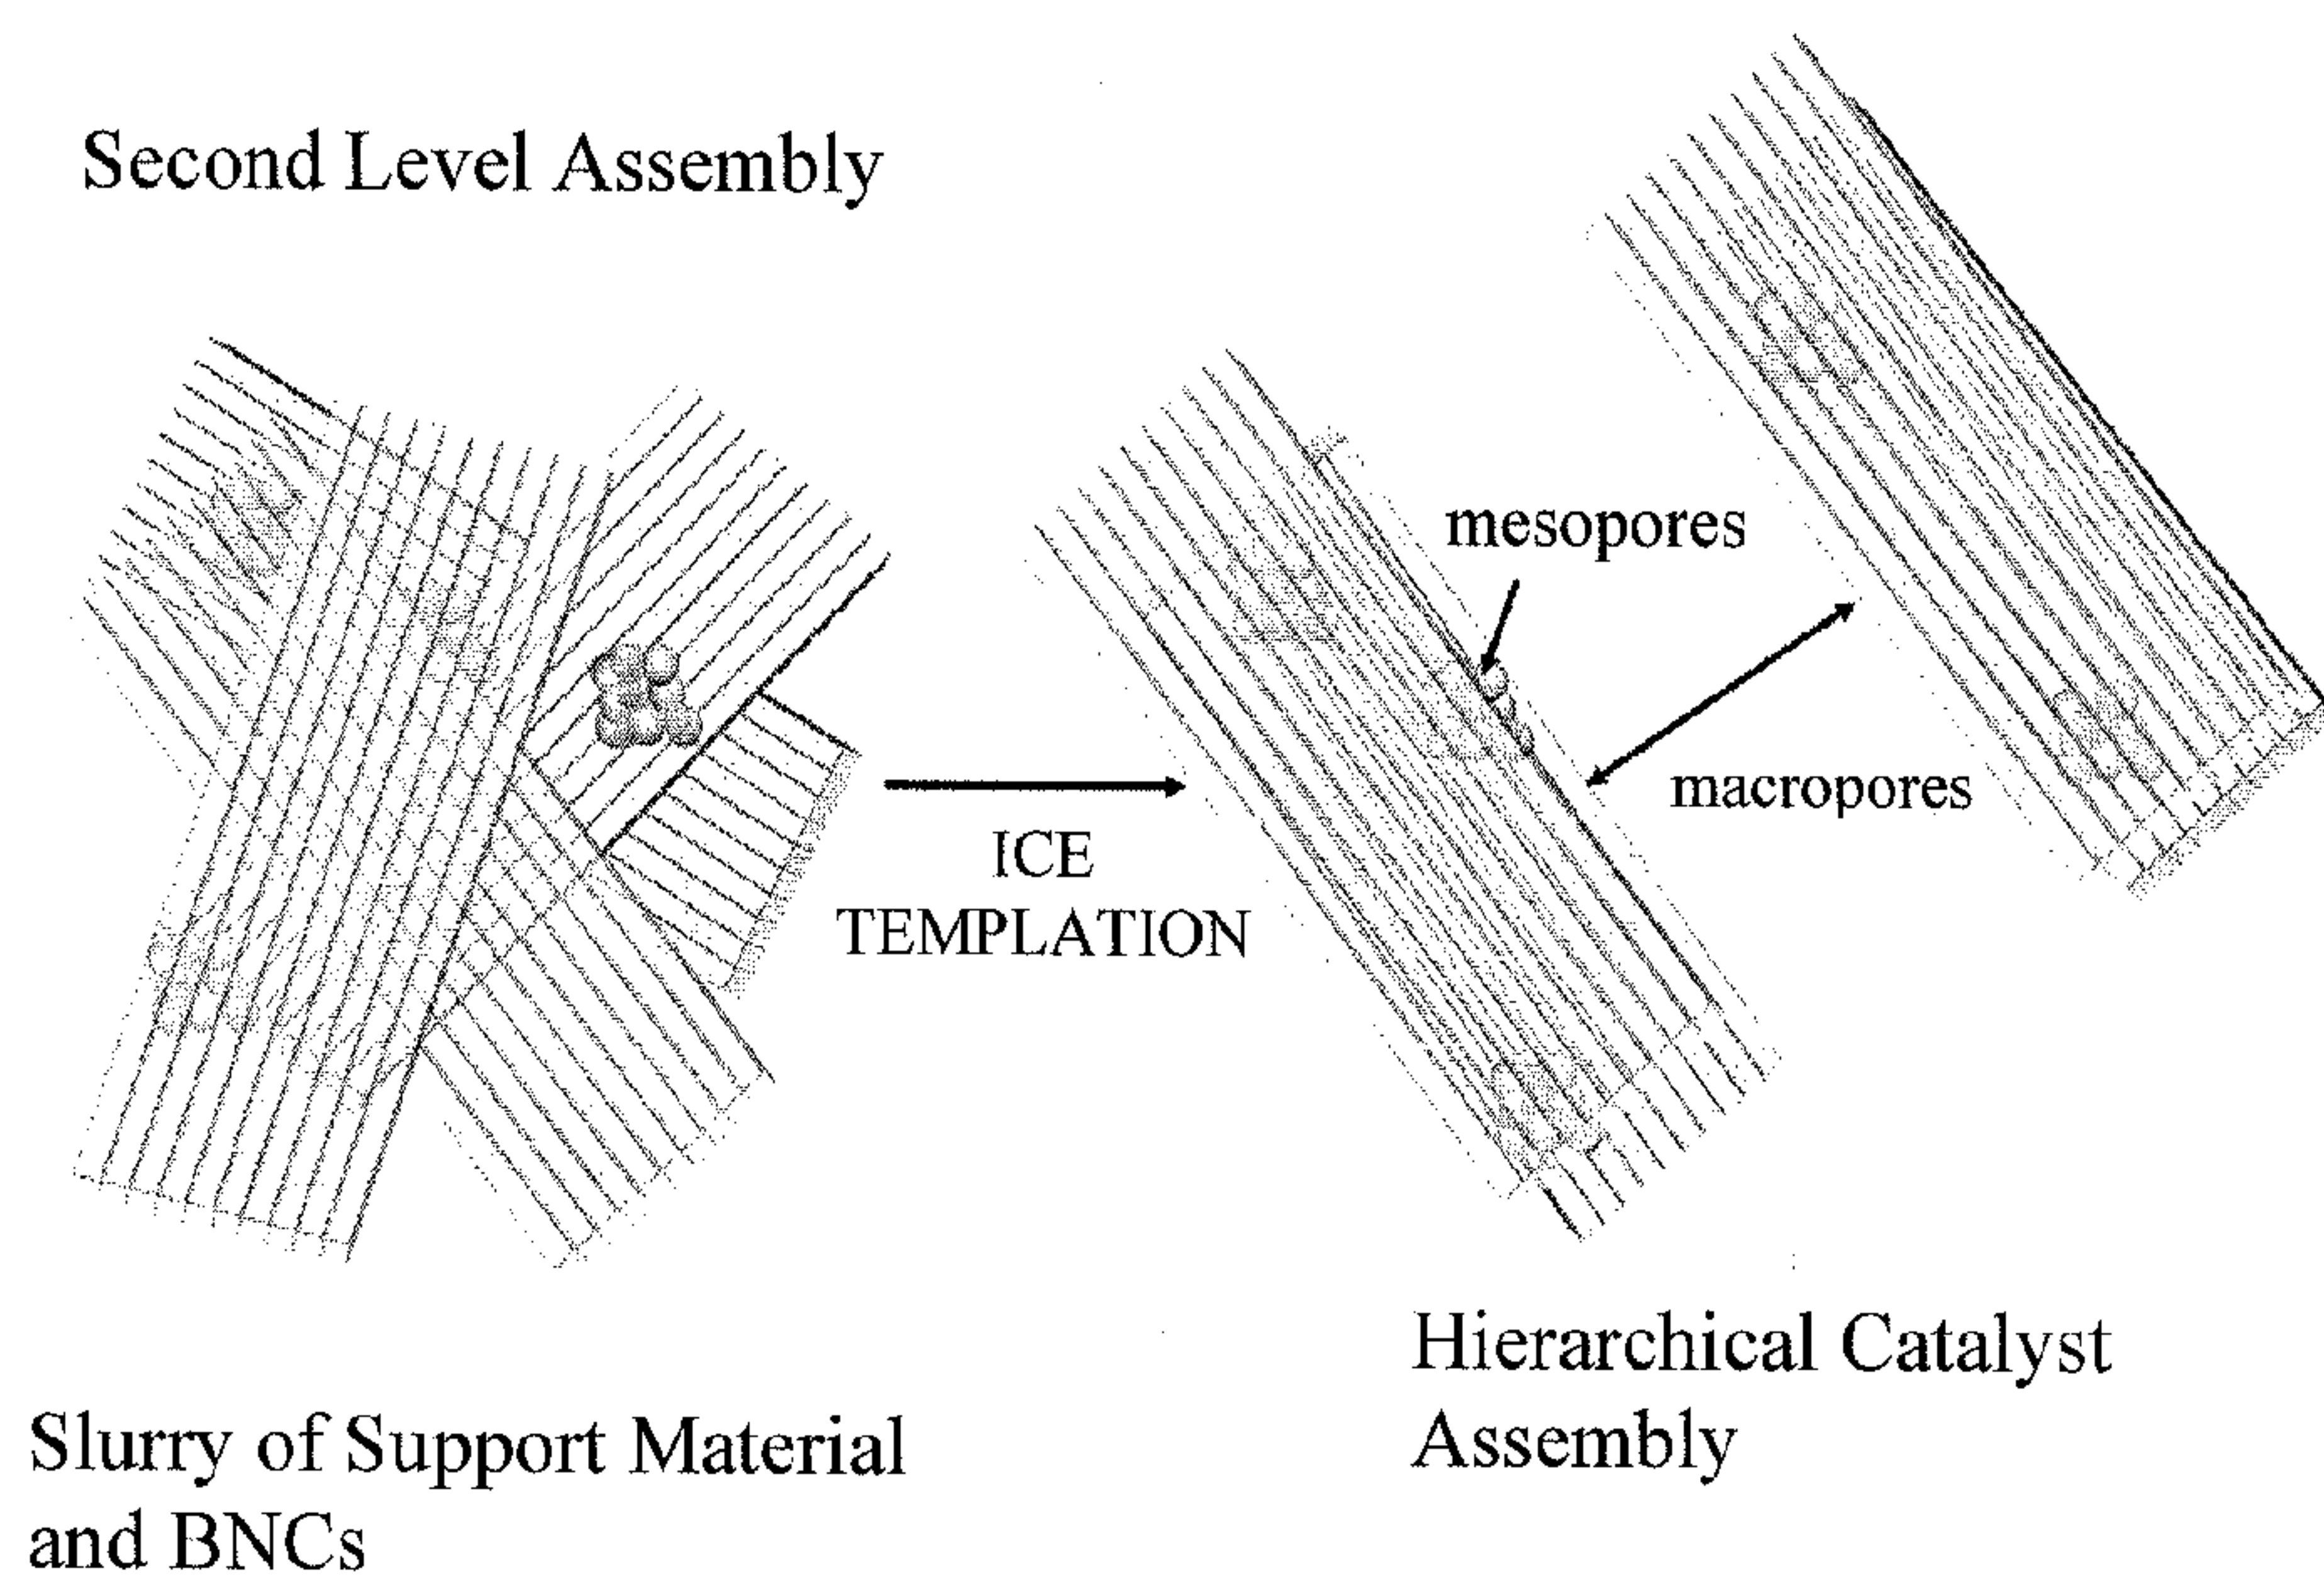 Second Level Assembly
mesopores
macropores
ICE
TEMPLATION
Hierarchical Catalyst
Assembly
Slurry of Support Material
and BNCs